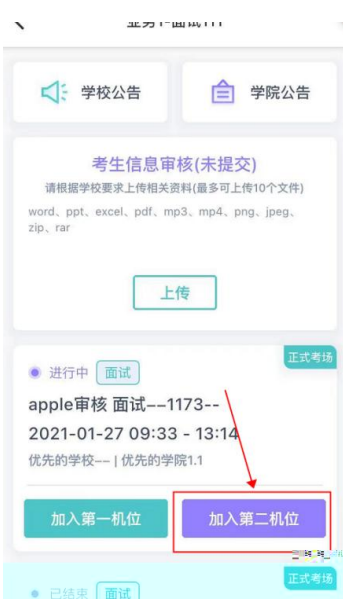 学校公告
学院公告
考生信息审核(未提交)
请根据学校要求上传相关资料(最多可上传10个文件)
word、ppt、excel、pdf、mp3、mp4、png、jpeg、
zip、rar
上传
正式考场
进行中 面试
apple审核 面试--1173--
2021-01-27 09:33 - 13:14
优先的学校-- | 优先的学院1.1
加入第一机位
加入第二机位
正式考场
已结束 面试